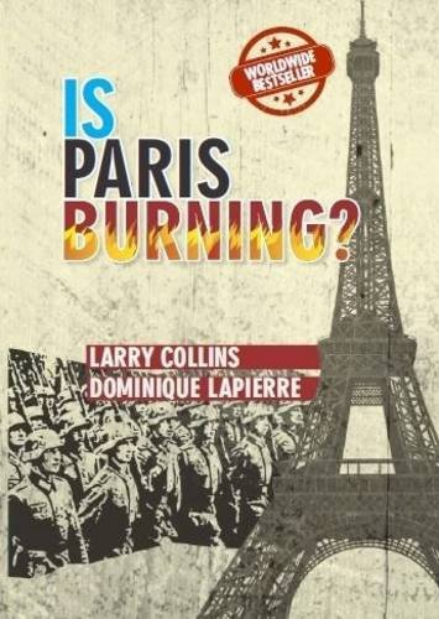 WORLDWIDE
BESTSELLER
IS
PARIS
BURNING?
LARRY COLLINS
DOMINIQUE LAPIERRE